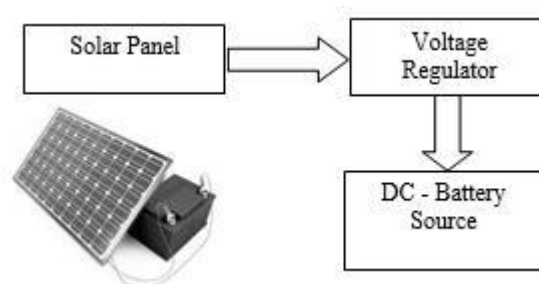 Solar Panel
Voltage
Regulator
DC - Battery
Source